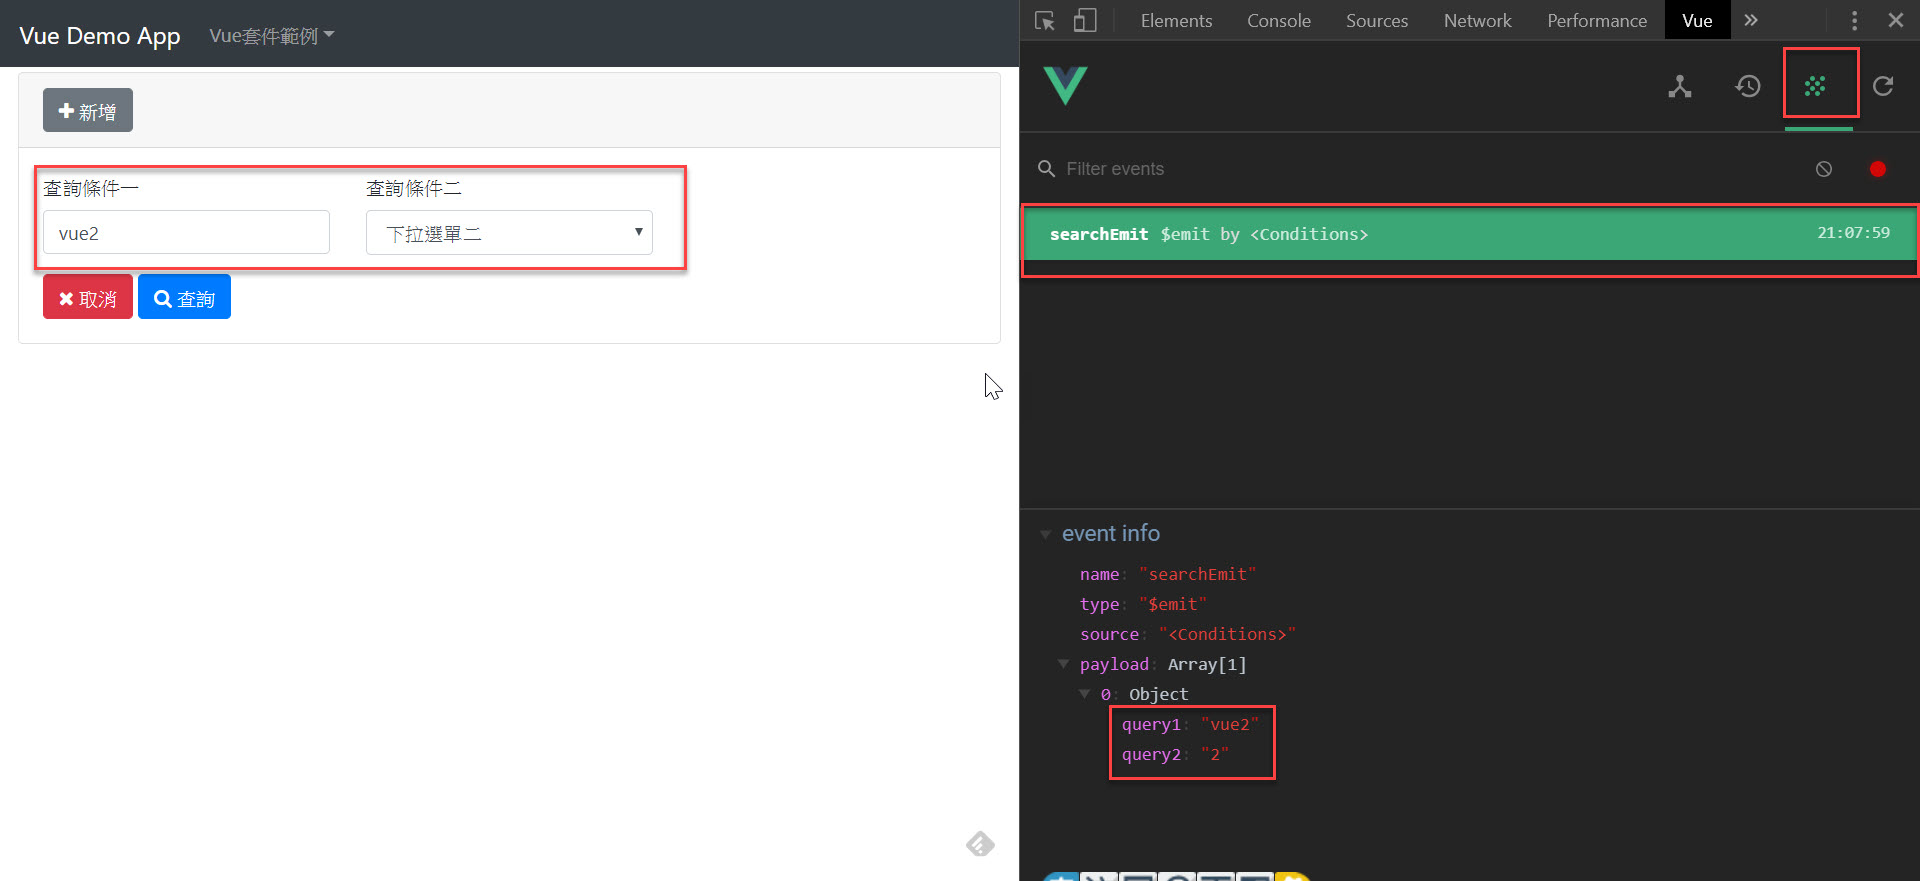 Vue Demo App Vue套件範例
新增
查詢條件一 查詢條件二
vue2 下拉選單二
取消 查詢
Elements Console Sources Network Performance Vue
Filter events
searchEmit $emit by <Conditions> 21:07:59
event info
name: "searchEmit"
type: "$emit"
source: "<Conditions>"
payload: Array[1]
0: Object
query1: "vue2"
query2: "2"